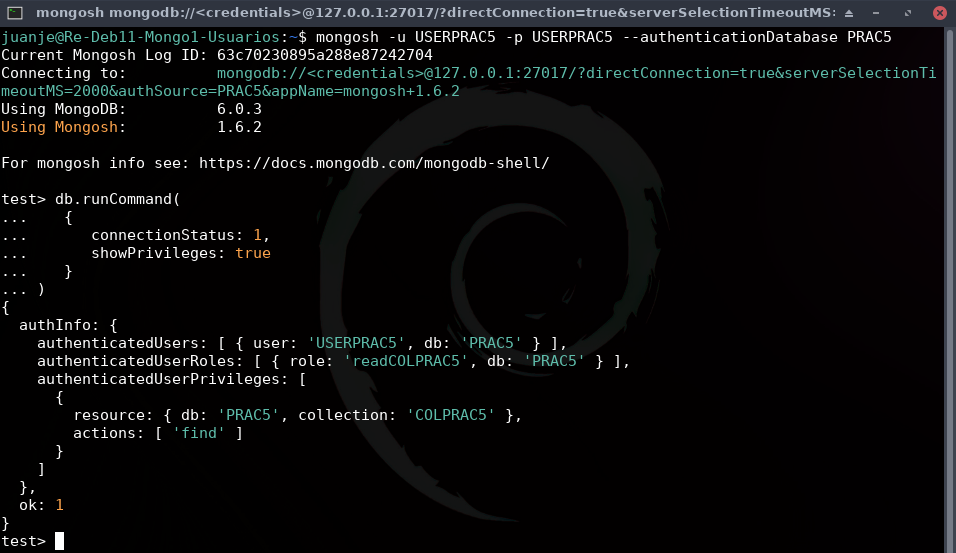 mongosh mongodb://<credentials>@127.0.0.1:27017/?directConnection=true&serverSelectionTimeoutMS:
juanje@Re-Deb11-Mongo1-Usuarios:~$ mongosh -u USERPRAC5 -p USERPRAC5 --authenticationDatabase PRAC5
Current Mongosh Log ID: 63c70230895a288e87242704
Connecting to:          mongodb://<credentials>@127.0.0.1:27017/?directConnection=true&serverSelectionTi
meoutMS=2000&authSource=PRAC5&appName=mongosh+1.6.2
Using MongoDB:          6.0.3
Using Mongosh:          1.6.2
For mongosh info see: https://docs.mongodb.com/mongodb-shell/
test> db.runCommand(
...    {
...       connectionStatus: 1,
...       showPrivileges: true
...    }
... )
{
  authInfo: {
    authenticatedUsers: [ { user: 'USERPRAC5', db: 'PRAC5' } ],
    authenticatedUserRoles: [ { role: 'readCOLPRAC5', db: 'PRAC5' } ],
    authenticatedUserPrivileges: [
      {
        resource: { db: 'PRAC5', collection: 'COLPRAC5' },
        actions: [ 'find' ]
      }
    ]
  },
  ok: 1
}
test>